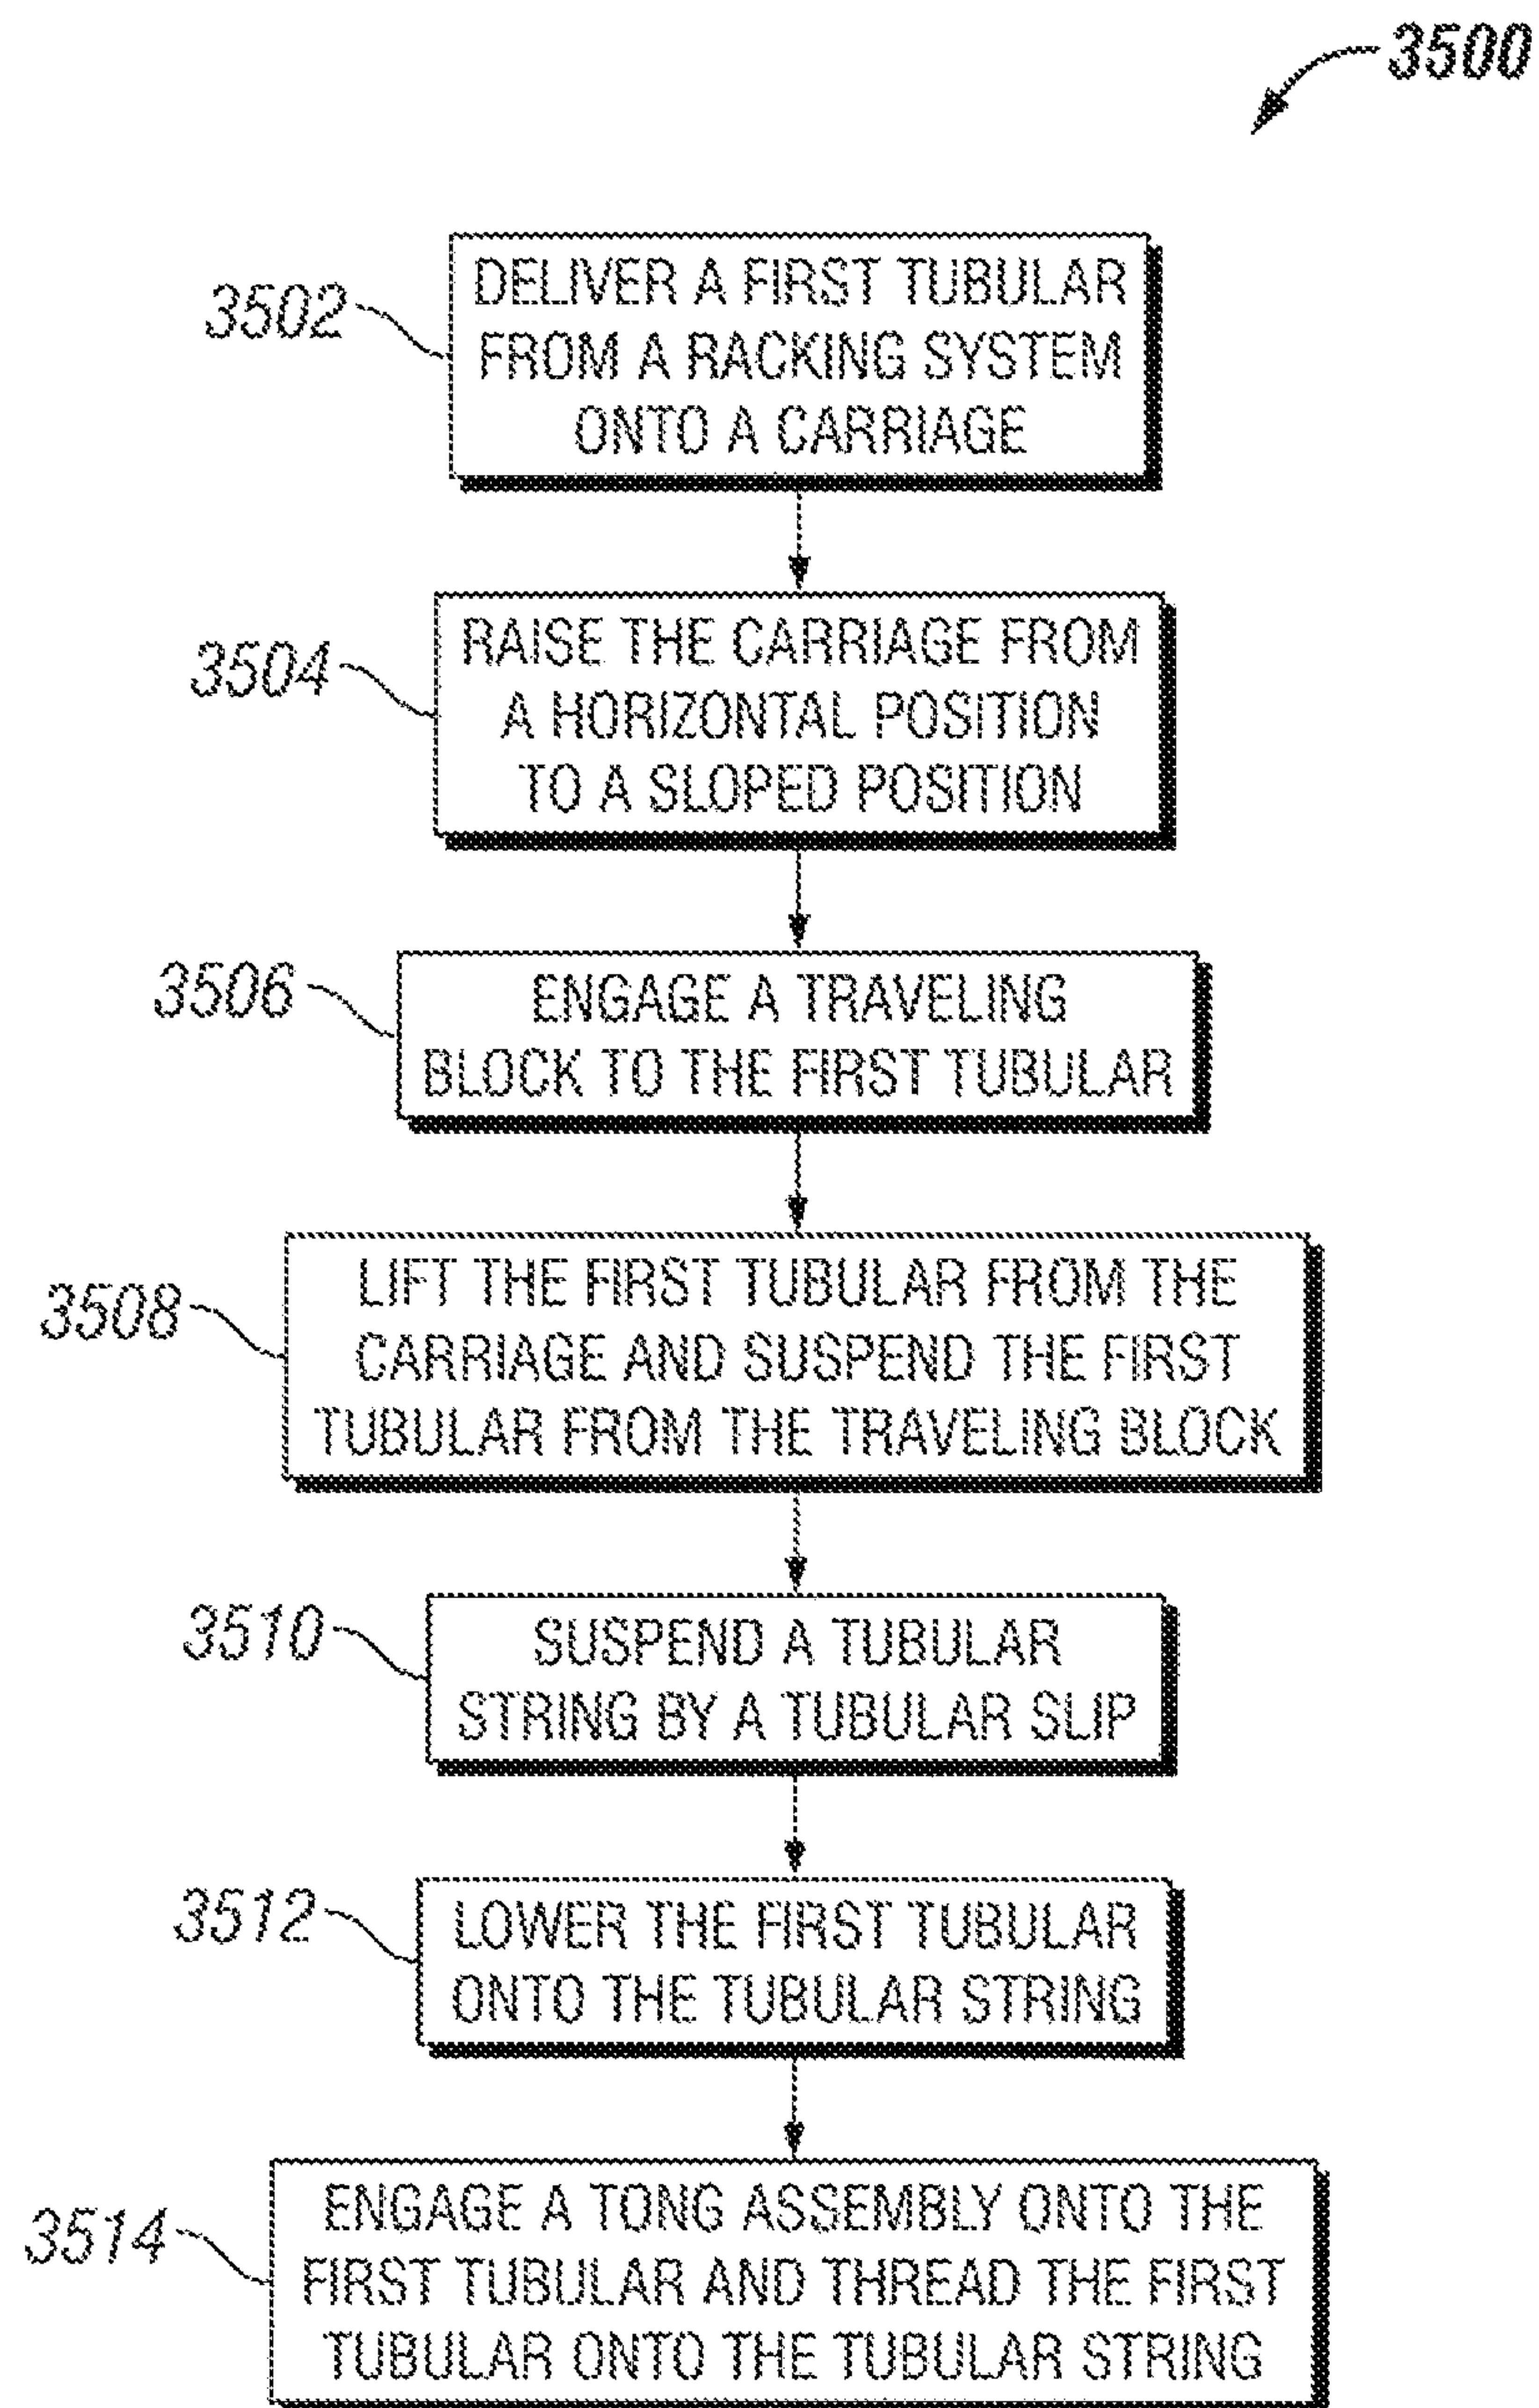 3500
3502
DELIVER A FIRST TUBULAR
FROM A RACKING SYSTEM
ONTO A CARRIAGE
3504
RAISE THE CARRIAGE FROM
A HORIZONTAL POSITION
TO A SLOPED POSITION
3506
ENGAGE A TRAVELING
BLOCK TO THE FIRST TUBULAR
3508
LIFT THE FIRST TUBULAR FROM THE
CARRIAGE AND SUSPEND THE FIRST
TUBULAR FROM THE TRAVELING BLOCK
3510
SUSPEND A TUBULAR
STRING BY A TUBULAR SLIP
3512
LOWER THE FIRST TUBULAR
ONTO THE TUBULAR STRING
3514
ENGAGE A TONG ASSEMBLY ONTO THE
FIRST TUBULAR AND THREAD THE FIRST
TUBULAR ONTO THE TUBULAR STRING